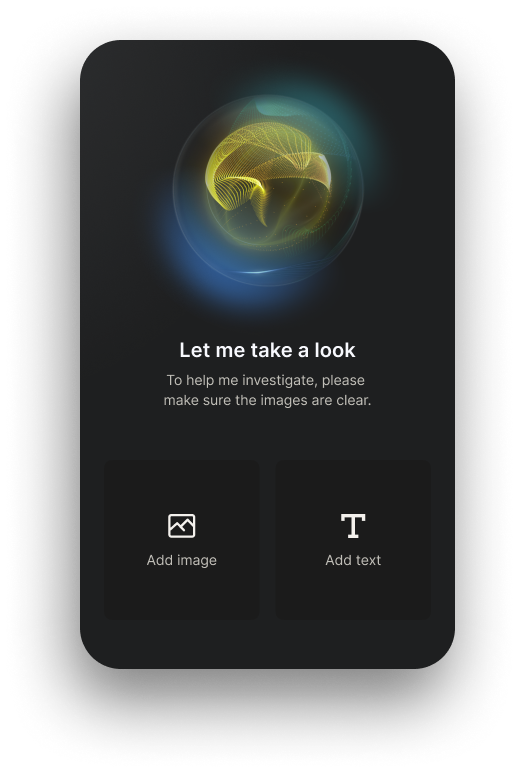 Let me take a look
To help me investigate, please
make sure the images are clear.
Add image
Add text